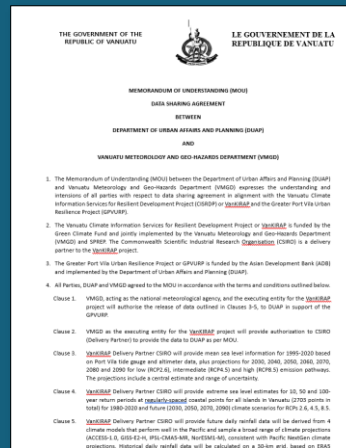 THE GOVERNMENT OF THE
REPUBLIC OF VANUATU
LE GOUVERNEMENT DE LA
REPUBLIQUE DE VANUATU
MEMORANDUM OF UNDERSTANDING (MOU)
DATA SHARING AGREEMENT
BETWEEN
DEPARTMENT OF URBAN AFFAIRS AND PLANNING (DUAP)
AND
VANUATU METEOROLOGY AND GEO-HAZARDS DEPARTMENT (VMGD)
1. The Memorandum of Understanding (MOU) between the Department of Urban Affairs and Planning (DUAP)
and Vanuatu Meteorology and Geo-Hazards Department (VMGD) expresses the understanding and
intensions of all parties with respect to data sharing agreement in alignment with the Vanuatu Climate
Information Services for Resilient Development Project (CISRDP) or VanKIRAP and the Greater Port Vila Urban
Resilience Project (GPVURP).
2. The Vanuatu Climate Information Services for Resilient Development Project or VanKIRAP is funded by the
Green Climate Fund and jointly implemented by the Vanuatu Meteorology and Geo-Hazards Department
(VMGD) and SPREP. The Commonwealth Scientific Industrial Research Organisation (CSIRO) is a delivery
partner to the VanKIRAP project.
3. The Greater Port Vila Urban Resilience Project or GPVURP is funded by the Asian Development Bank (ADB)
and implemented by the Department of Urban Affairs and Planning (DUAP).
4. All Parties, DUAP and VMGD agreed to the MOU in accordance with the terms and conditions outlined below.
Clause 1. VMGD, acting as the national meteorological agency, and the executing entity for the VanKIRAP
project will authorise the release of data outlined in Clauses 3-5, to DUAP in support of the
GPVURP.
Clause 2. VMGD as the executing entity for the VanKIRAP project will provide authorization to CSIRO
(Delivery Partner) to provide the data to DUAP as per MOU.
Clause 3. VanKIRAP Delivery Partner CSIRO will provide mean sea level information for 1995-2020 based
on Port Vila tide gauge and altimeter data, plus projections for 2030, 2040, 2050, 2060, 2070,
2080 and 2090 for low (RCP2.6), intermediate (RCP4.5) and high (RCP8.5) emission pathways.
The projections include a central estimate and range of uncertainty.
Clause 4. VanKIRAP Delivery Partner CSIRO will provide extreme sea level estimates for 10, 50 and 100-
year return periods at regularly-spaced coastal points for all islands in Vanuatu (2705 points in
total) for 1980-2020 and future (2030, 2050, 2070, 2090) climate scenarios for RCPs 2.6, 4.5, 8.5.
Clause 5. VanKIRAP Delivery Partner CSIRO will provide future daily rainfall data will be derived from 4
climate models that perform well in the Pacific and sample a broad range of climate projections
(ACCESS-1.0, GISS-E2-H, IPSL-CMA5-MR, NorESM1-M), consistent with Pacific NextGen climate
projections. Historical daily rainfall data will be calculated on a 30-km grid, based on ERA5